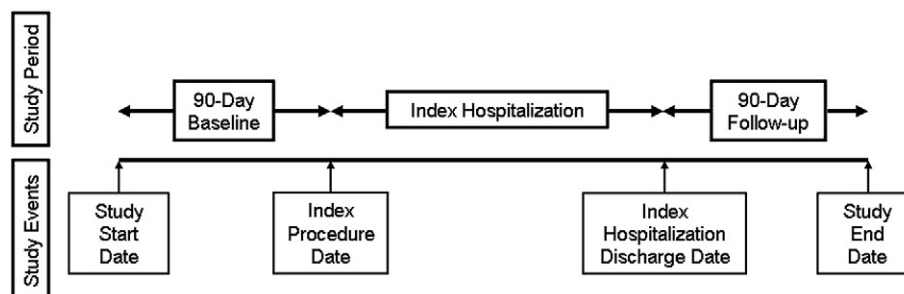 Study Period
90-Day
Baseline
Index Hospitalization
90-Day
Follow-up
Study Events
Study
Start
Date
Index
Procedure
Date
Index
Hospitalization
Discharge Date
Study
End
Date